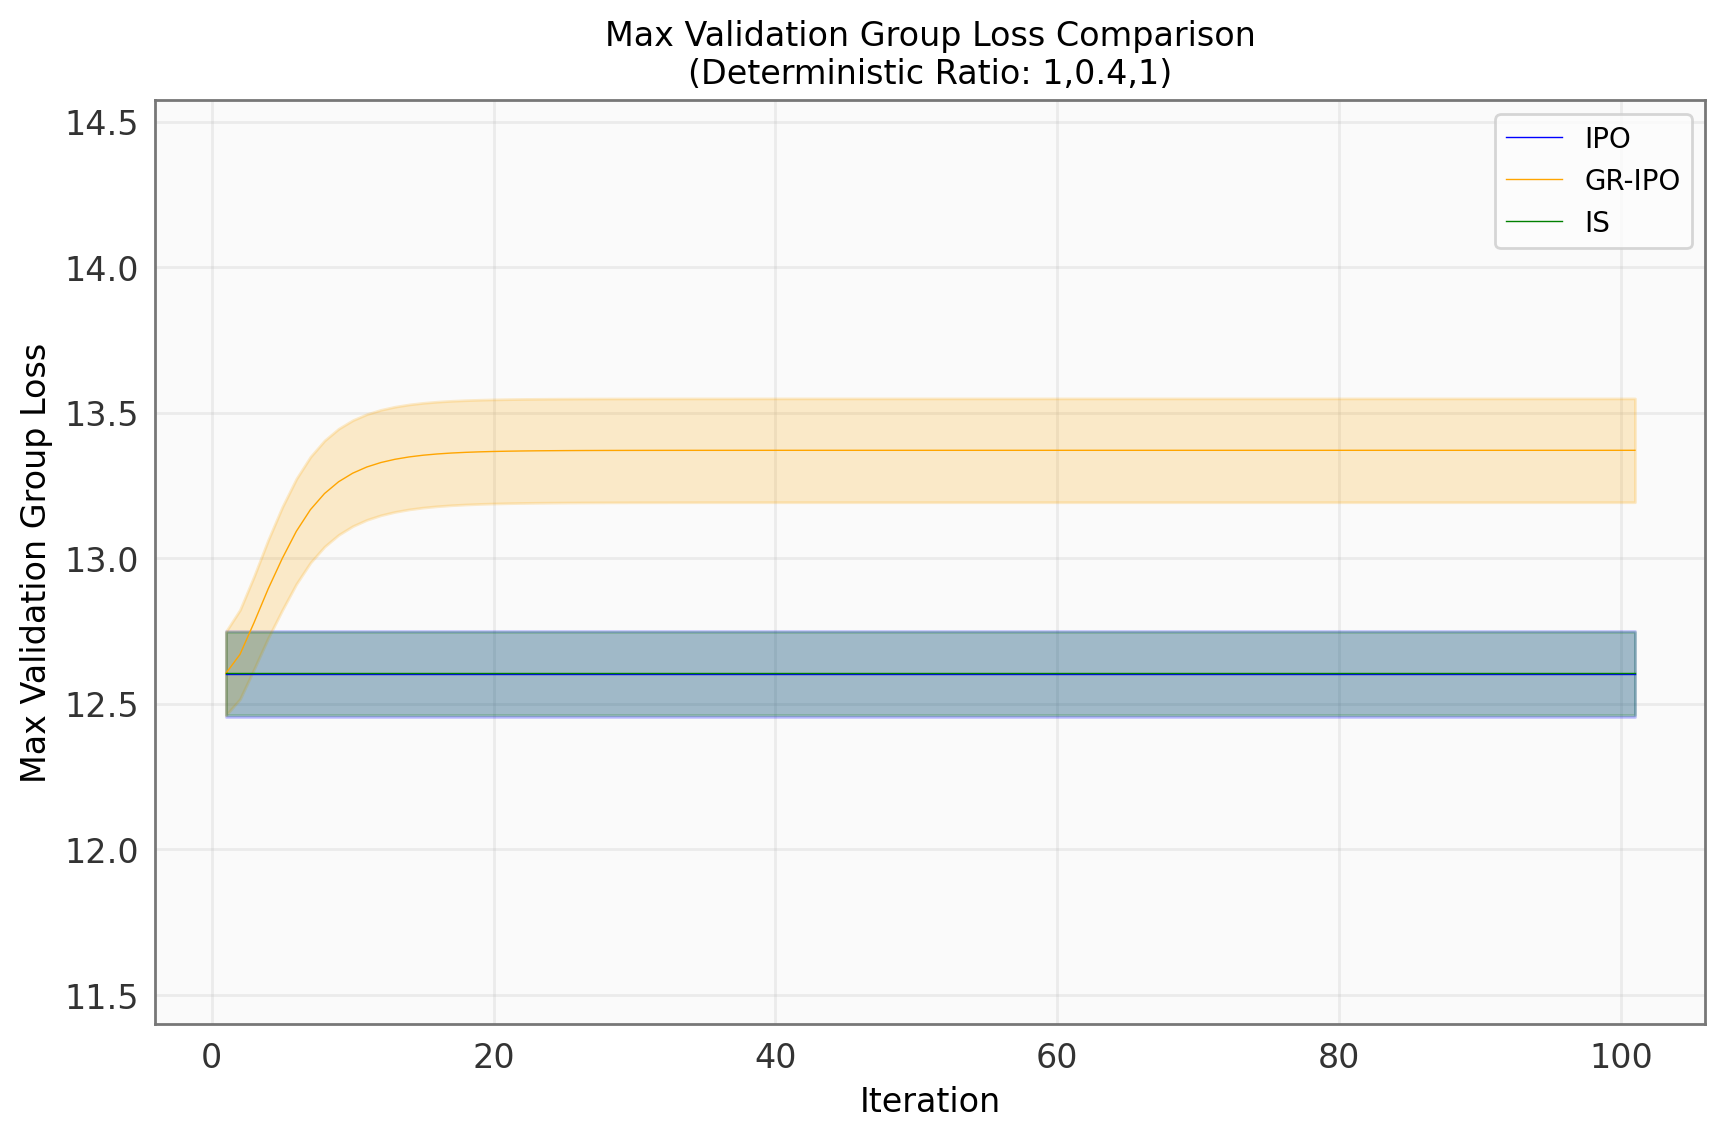 Max Validation Group Loss Comparison
(Deterministic Ratio: 1,0.4,1)
Max Validation Group Loss
14.5
14.0
13.5
13.0
12.5
12.0
11.5
IPO
GR-IPO
IS
0
20
40
60
80
100
Iteration